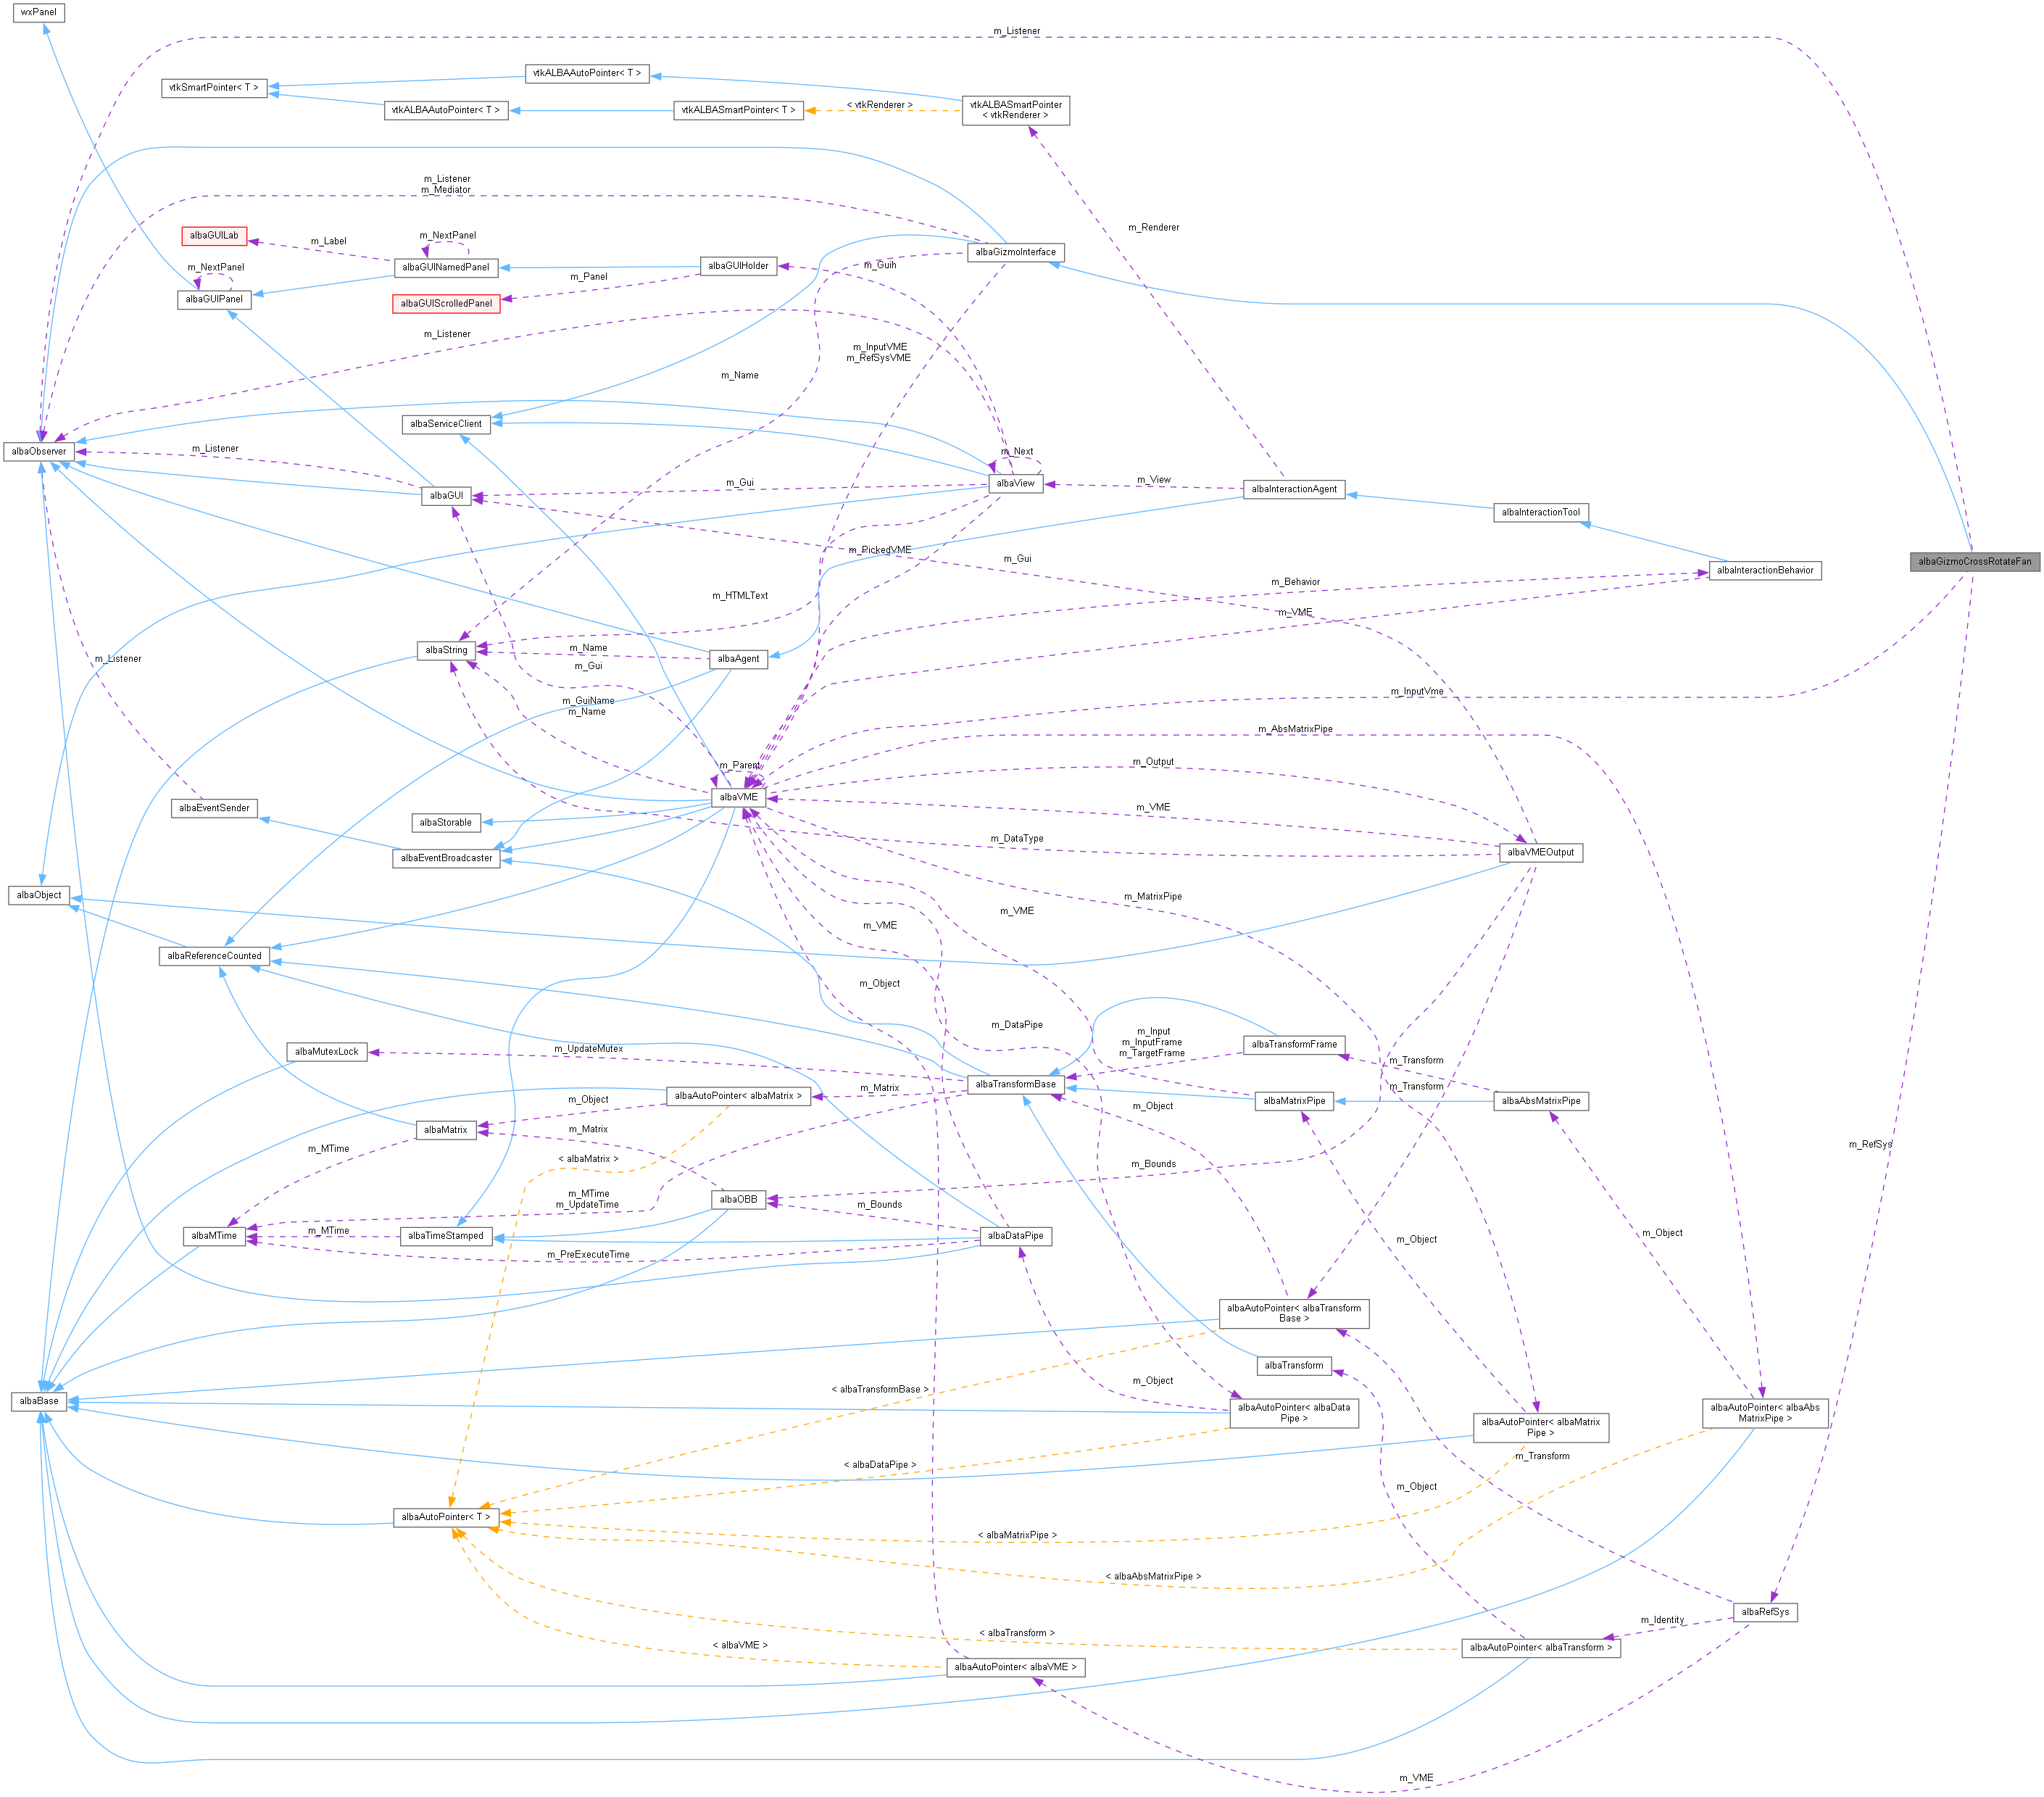 wxPanel
m_Listener
vtkALBAAutoPointer< T >
vtkSmartPointer< T >
vtkALBAAutoPointer< T >
vtkALBASmartPointer< T >
< vtkRenderer >
vtkALBASmartPointer
< vtkRenderer >
m_Listener
m_Mediator
m_Renderer
albaGUILab
m_Label
m_NextPanel
albaGUINamedPanel
albaGUIHolder
m_Guih
albaGizmoInterface
m_NextPanel
albaGUIPanel
m_Panel
albaGUIScrolledPanel
m_Listener
m_InputVME
m_RefSysVME
m_Name
albaServiceClient
albaObserver
m_Listener
m_Next
albaGUI
m_Gui
albaView
m_View
albaInteractionAgent
albaInteractionTool
m_PickedVME
m_Gui
albaGizmoCrossRotateFan
albaInteractionBehavior
m_Behavior
m_HTMLText
m_VME
albaString
m_Name
albaAgent
m_Listener
m_Gui
m_InputVme
m_GuiName
m_Name
m_AbsMatrixPipe
m_Parent
m_Output
albaVME
albaEventSender
m_VME
albaStorable
m_DataType
albaVMEOutput
albaEventBroadcaster
albaObject
m_MatrixPipe
m_VME
m_VME
albaReferenceCounted
m_Object
m_DataPipe
m_Input
m_InputFrame
m_TargetFrame
albaTransformFrame
albaMutexLock
m_UpdateMutex
m_Transform
albaTransformBase
m_Matrix
m_Transform
albaAutoPointer< albaMatrix >
m_Object
albaMatrixPipe
albaAbsMatrixPipe
m_Object
albaMatrix
m_Matrix
m_MTime
< albaMatrix >
m_Bounds
m_RefSys
m_MTime
m_UpdateTime
albaOBB
m_Bounds
albaMTime
m_MTime
albaTimeStamped
albaDataPipe
m_PreExecuteTime
m_Object
m_Object
albaAutoPointer< albaTransform
Base >
albaTransform
m_Object
< albaTransformBase >
albaBase
albaAutoPointer< albaData
Pipe >
albaAutoPointer< albaMatrix
Pipe >
albaAutoPointer< albaAbs
MatrixPipe >
< albaDataPipe >
m_Transform
m_Object
albaAutoPointer< T >
< albaMatrixPipe >
< albaAbsMatrixPipe >
albaRefSys
m_Identity
< albaTransform >
< albaVME >
albaAutoPointer< albaTransform >
albaAutoPointer< albaVME >
m_VME